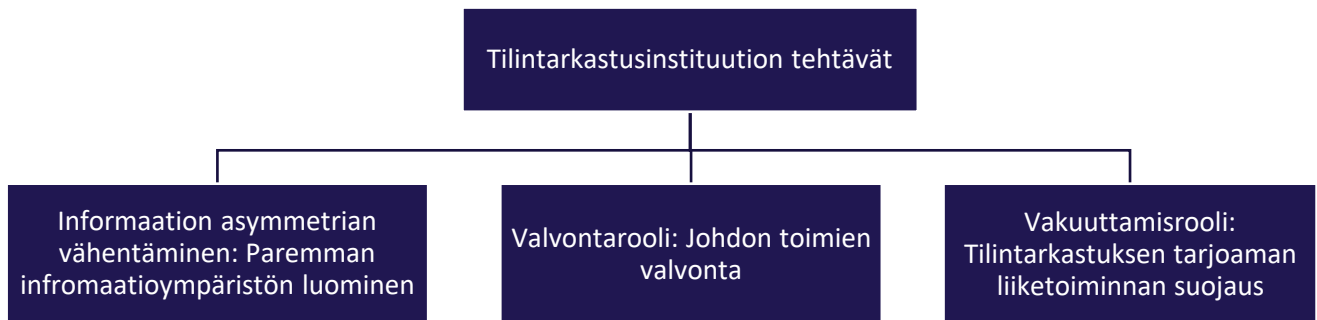 Tilintarkastusinstituution tehtävät
Informaation asymmetrian
vähentäminen: Paremman
infromaatioympäristön luominen
Valvontarooli: Johdon toimien
valvonta
Vakuuttamisrooli:
Tilintarkastuksen tarjoaman
liiketoiminnan suojaus